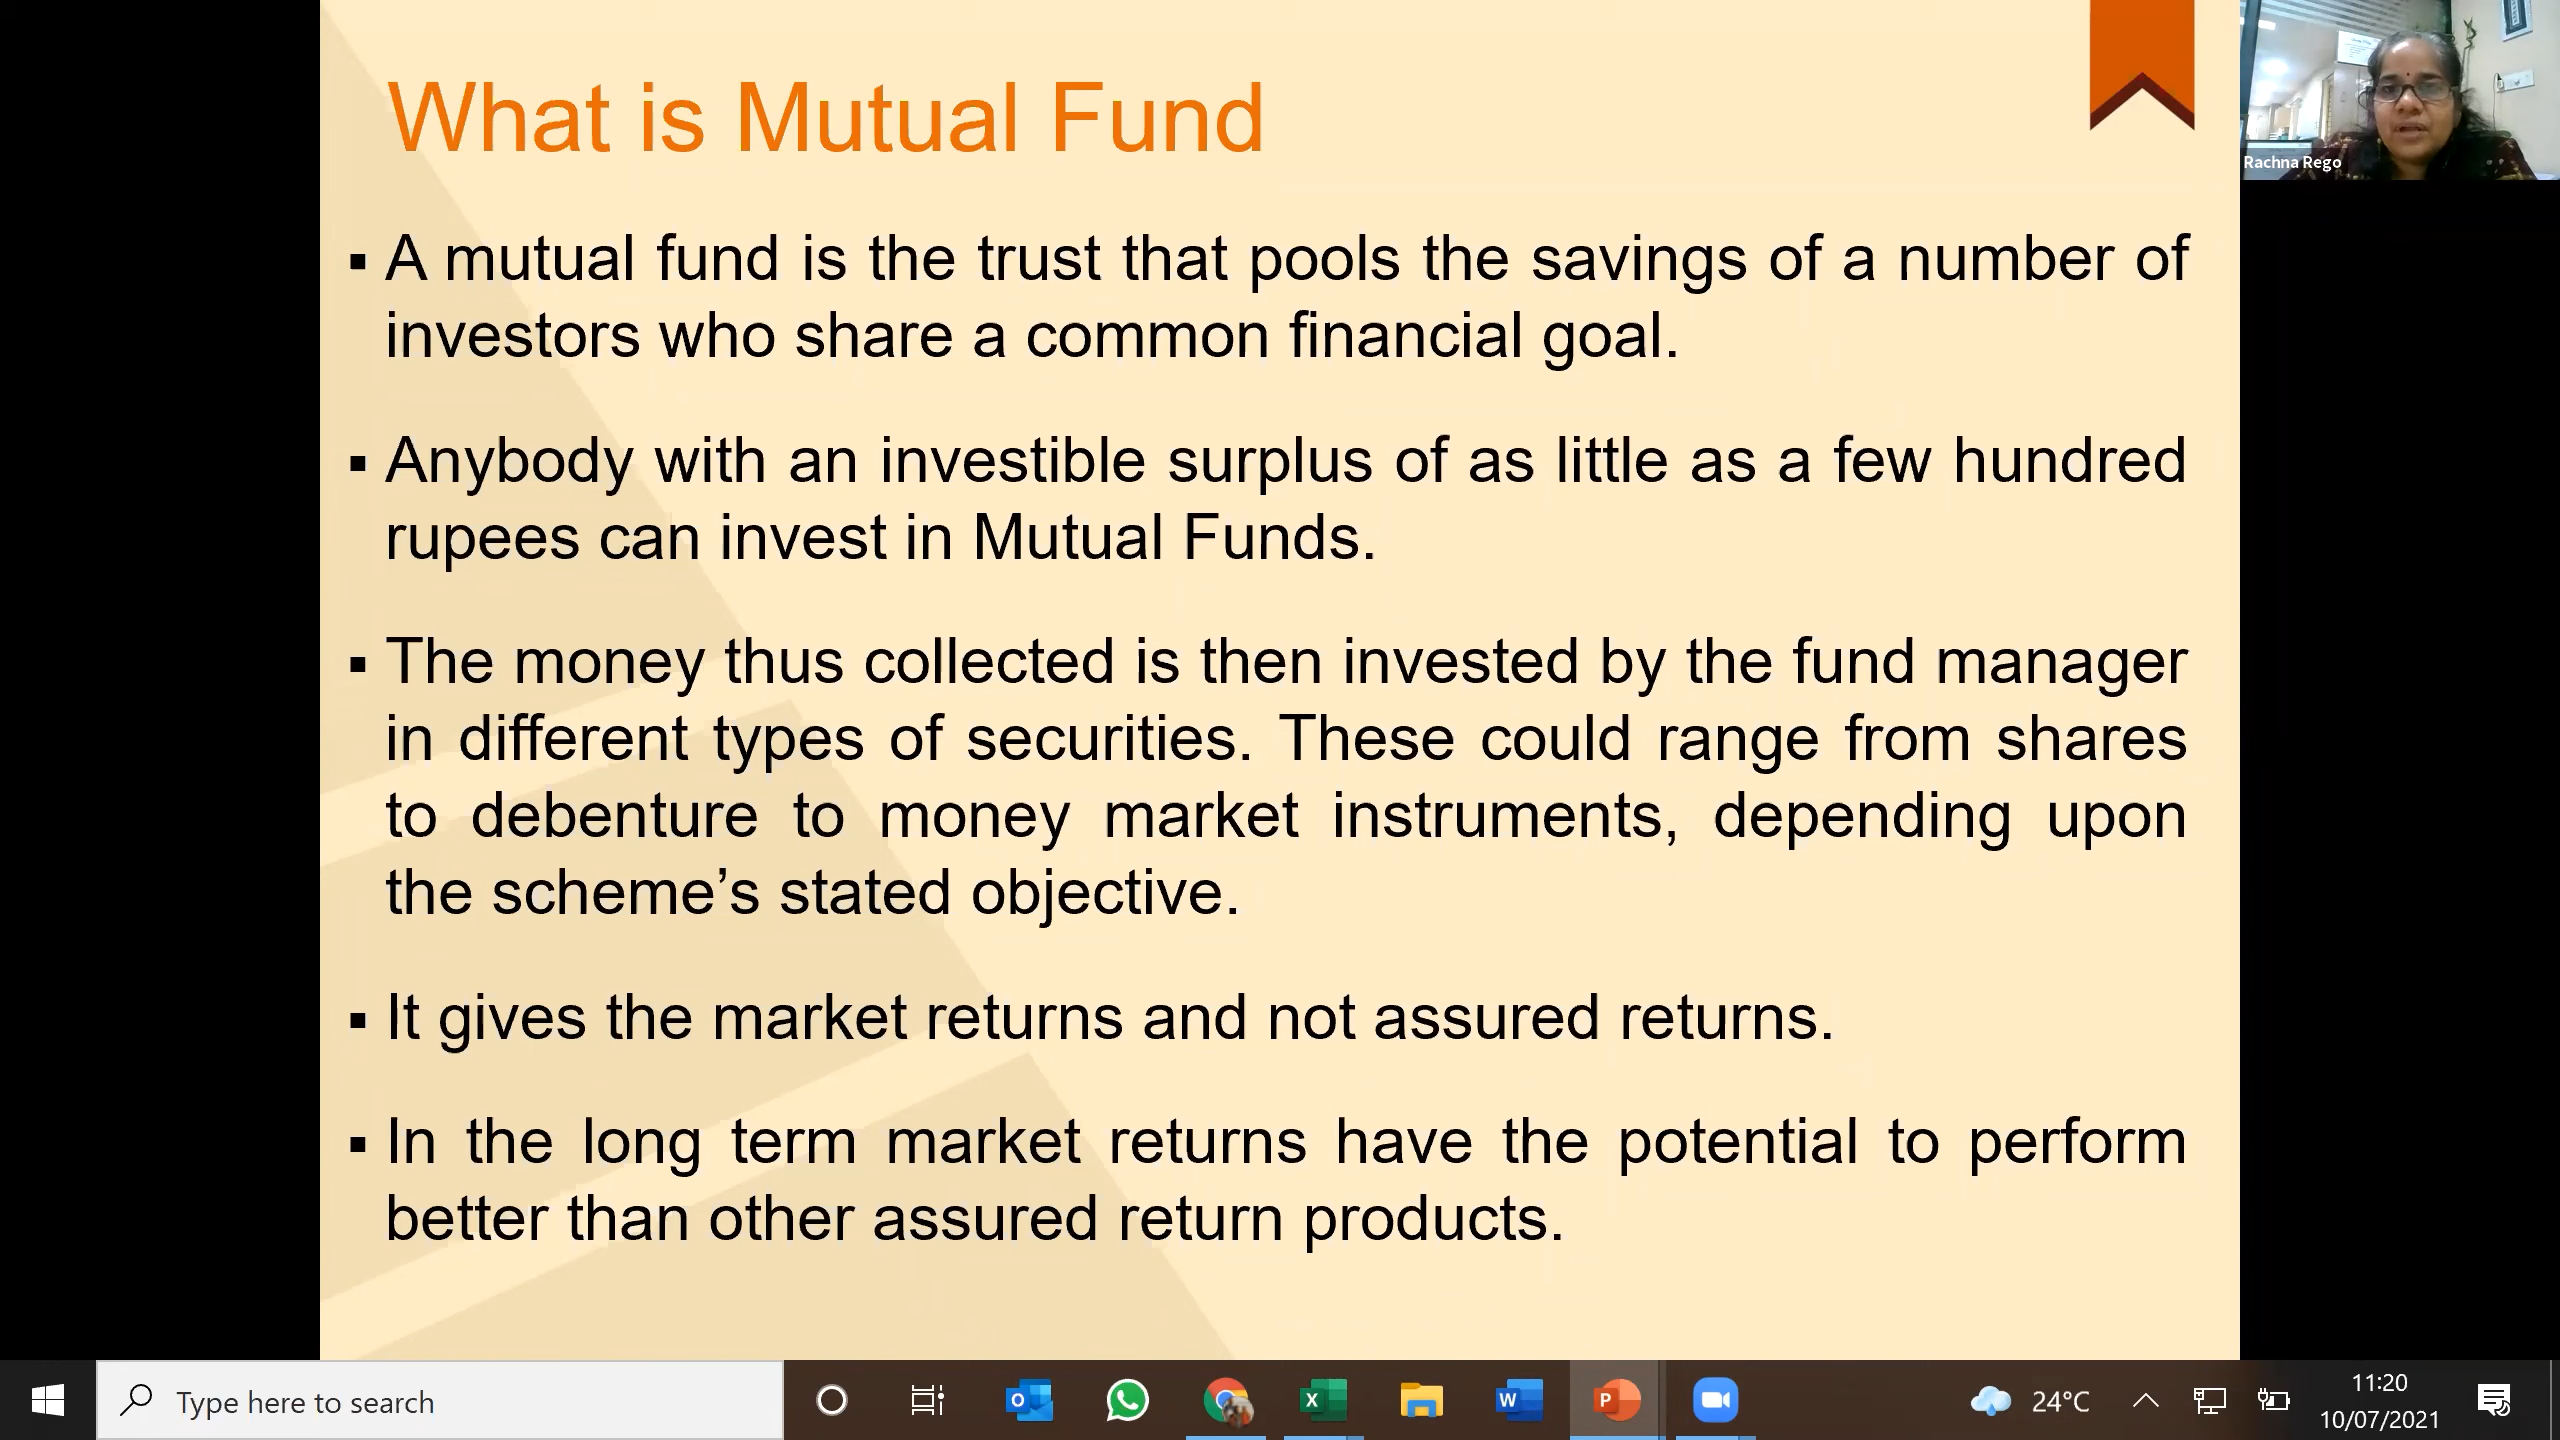 What is Mutual Fund
Rachna Rego
▪ A mutual fund is the trust that pools the savings of a number of
investors who share a common financial goal.
▪ Anybody with an investible surplus of as little as a few hundred
rupees can invest in Mutual Funds.
▪ The money thus collected is then invested by the fund manager
in different types of securities. These could range from shares
to debenture to money market instruments, depending upon
the scheme’s stated objective.
▪ It gives the market returns and not assured returns.
▪ In the long term market returns have the potential to perform
better than other assured return products.
Type here to search
24°C
11:20
10/07/2021